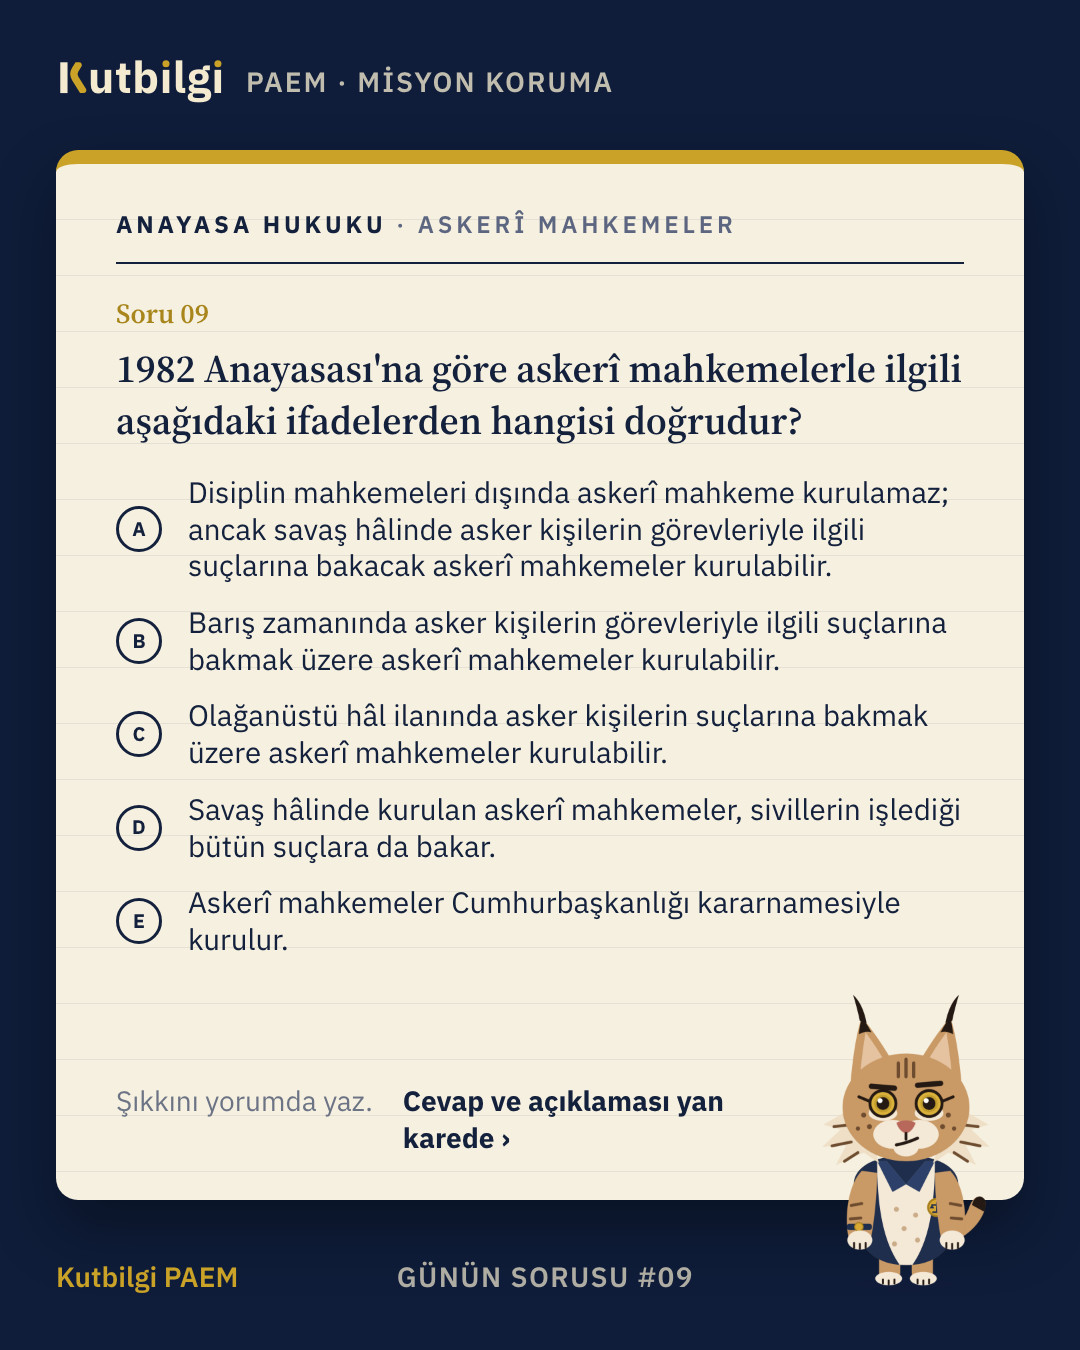 Kutbilgi PAEM · MİSYON KORUMA
ANAYASA HUKUKU · ASKERÎ MAHKEMELER
Soru 09
1982 Anayasası'na göre askerî mahkemelerle ilgili
aşağıdaki ifadelerden hangisi doğrudur?
A Disiplin mahkemeleri dışında askerî mahkeme kurulamaz;
ancak savaş hâlinde asker kişilerin görevleriyle ilgili
suçlarına bakacak askerî mahkemeler kurulabilir.
B Barış zamanında asker kişilerin görevleriyle ilgili suçlarına
bakmak üzere askerî mahkemeler kurulabilir.
C Olağanüstü hâl ilanında asker kişilerin suçlarına bakmak
üzere askerî mahkemeler kurulabilir.
D Savaş hâlinde kurulan askerî mahkemeler, sivillerin işlediği
bütün suçlara da bakar.
E Askerî mahkemeler Cumhurbaşkanlığı kararnamesiyle
kurulur.
Şıkkını yorumda yaz. Cevap ve açıklaması yan
karede ›
Kutbilgi PAEM GÜNÜN SORUSU #09